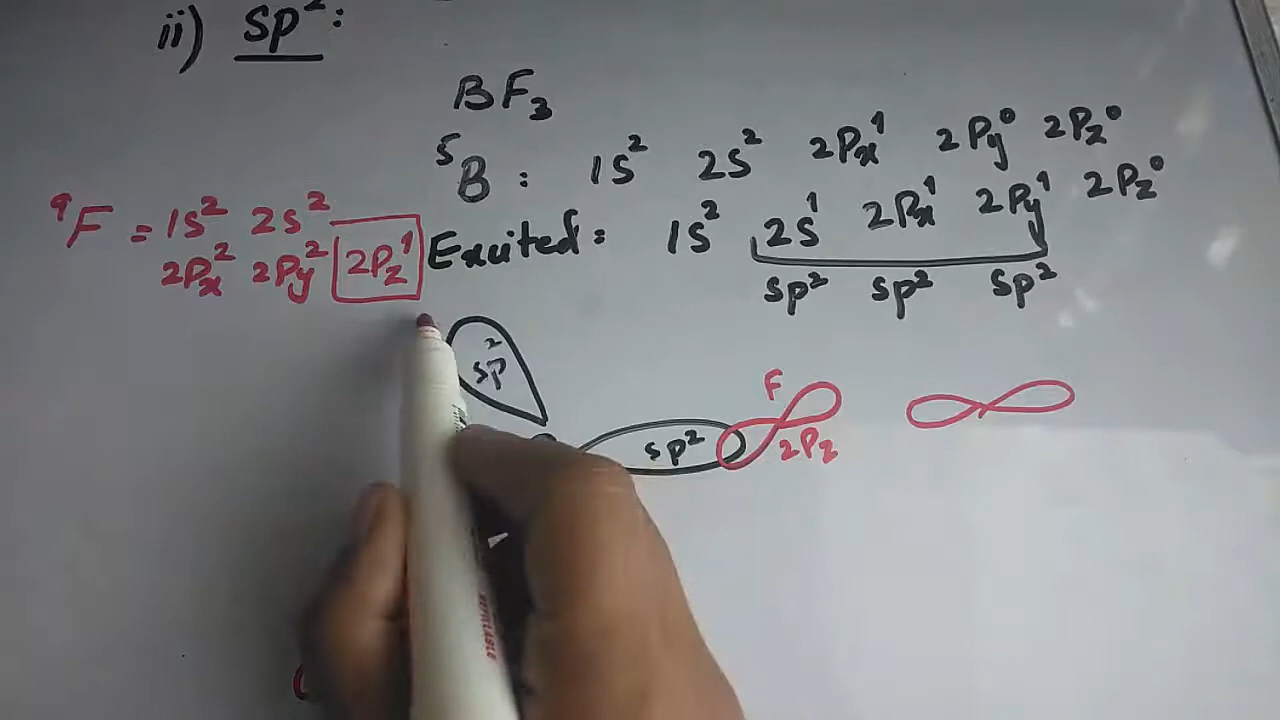 ii) sp²:
BF₃
⁵B : 1s² 2s² 2Px¹ 2Py⁰ 2Pz⁰
Excited: 1s² 2s¹ 2Px¹ 2Py¹ 2Pz⁰
sp² sp² sp²
⁹F = 1s² 2s²
2Px² 2Py² 2Pz¹
sp²
sp²
F
2Pz